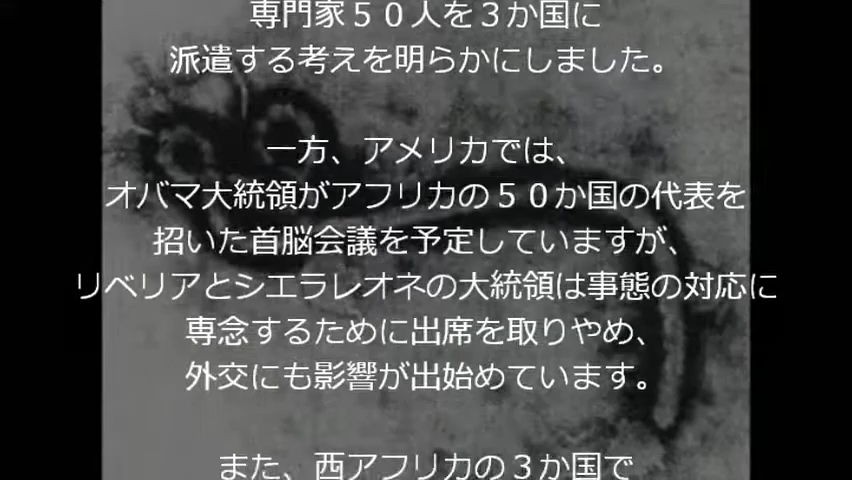 専門家５０人を３か国に
派遣する考えを明らかにしました。
一方、アメリカでは、
オバマ大統領がアフリカの５０か国の代表を
招いた首脳会議を予定していますが、
リベリアとシエラレオネの大統領は事態の対応に
専念するために出席を取りやめ、
外交にも影響が出始めています。
また、西アフリカの３か国で